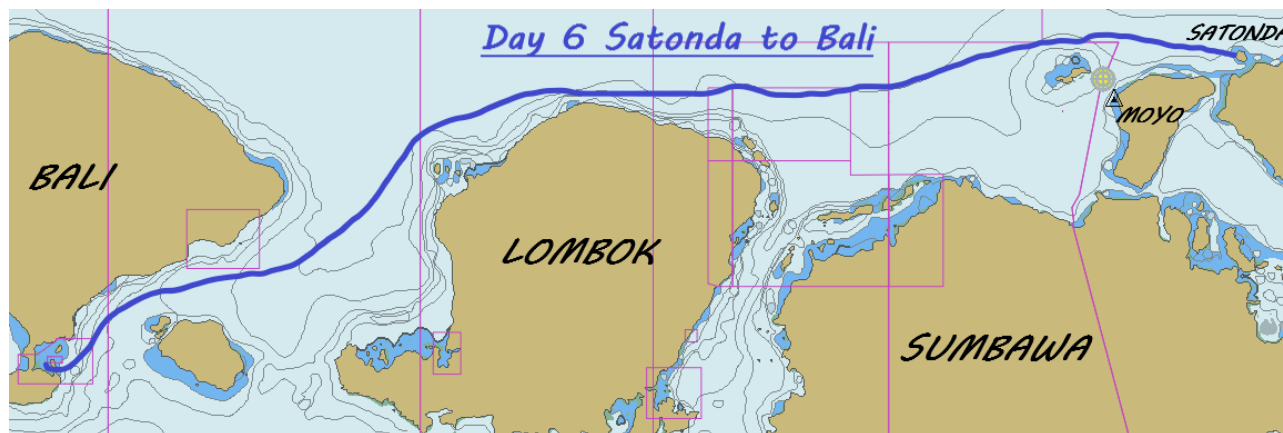 Day 6 Satonda to Bali
SATONDA
MOYO
BALI
LOMBOK
SUMBAWA